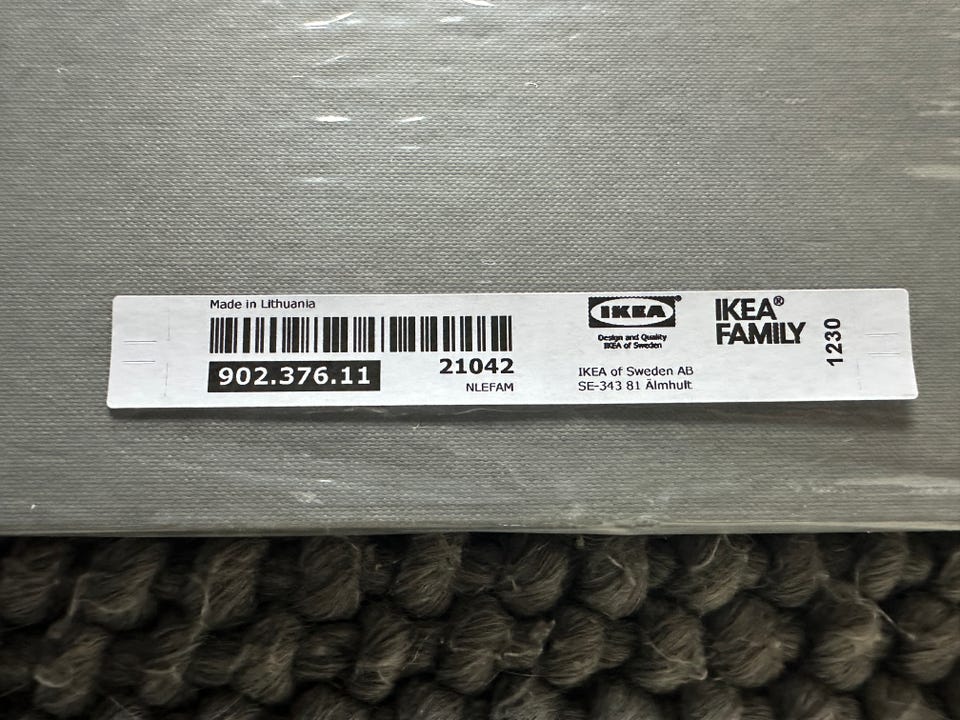 Made in Lithuania
902.376.11
21042
NLEFAM
IKEA®
Design and Quality
IKEA of Sweden
IKEA of Sweden AB
SE-343 81 Älmhult
IKEA®
FAMILY
1230